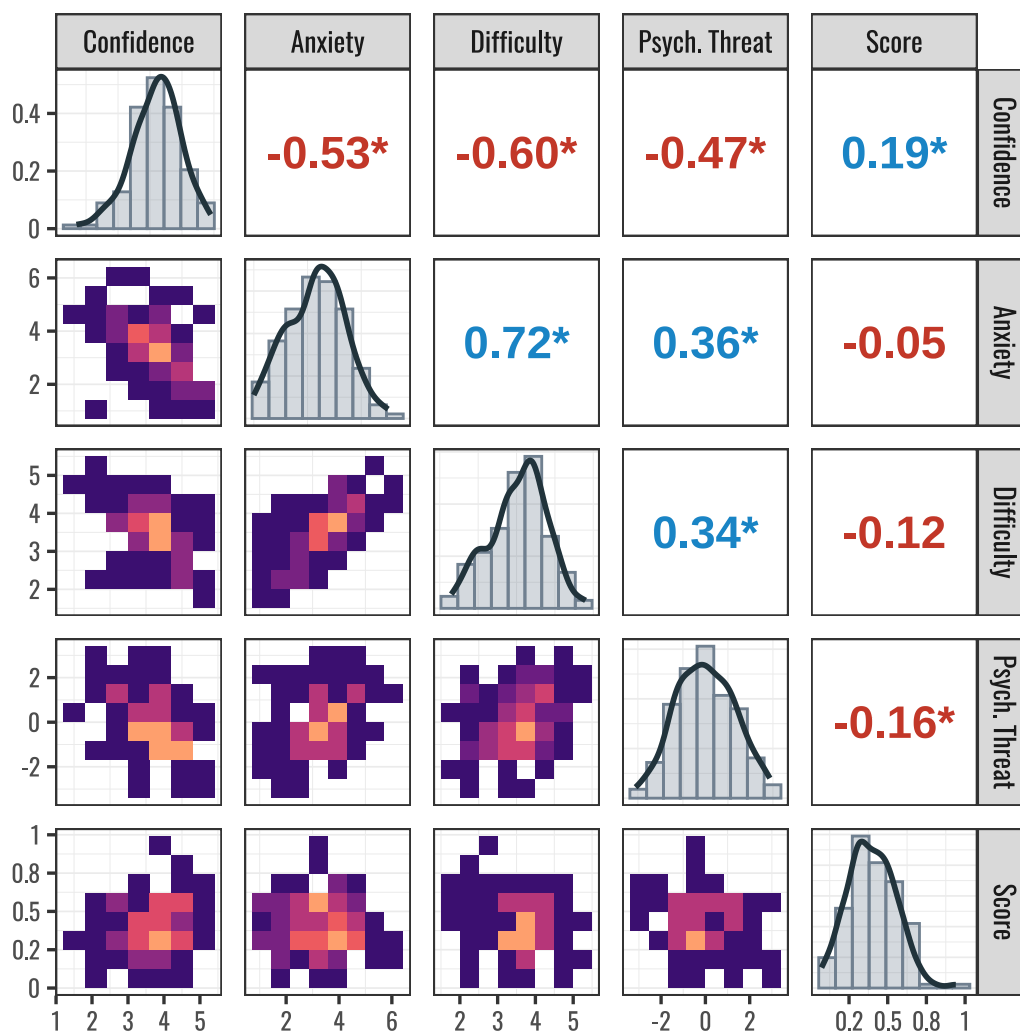 Confidence Anxiety Difficulty Psych. Threat Score
0.4
0.2
0
-0.53* -0.60* -0.47* 0.19*
Confidence
6
4
2
0.72* 0.36* -0.05
Anxiety
5
4
3
2
0.34* -0.12
Difficulty
2
0
-2
-0.16*
Psych. Threat
1
0.8
0.5
0.2
0
Score
1 2 3 4 5 2 4 6 2 3 4 5 -2 0 2 0.2 0.5 0.8 1